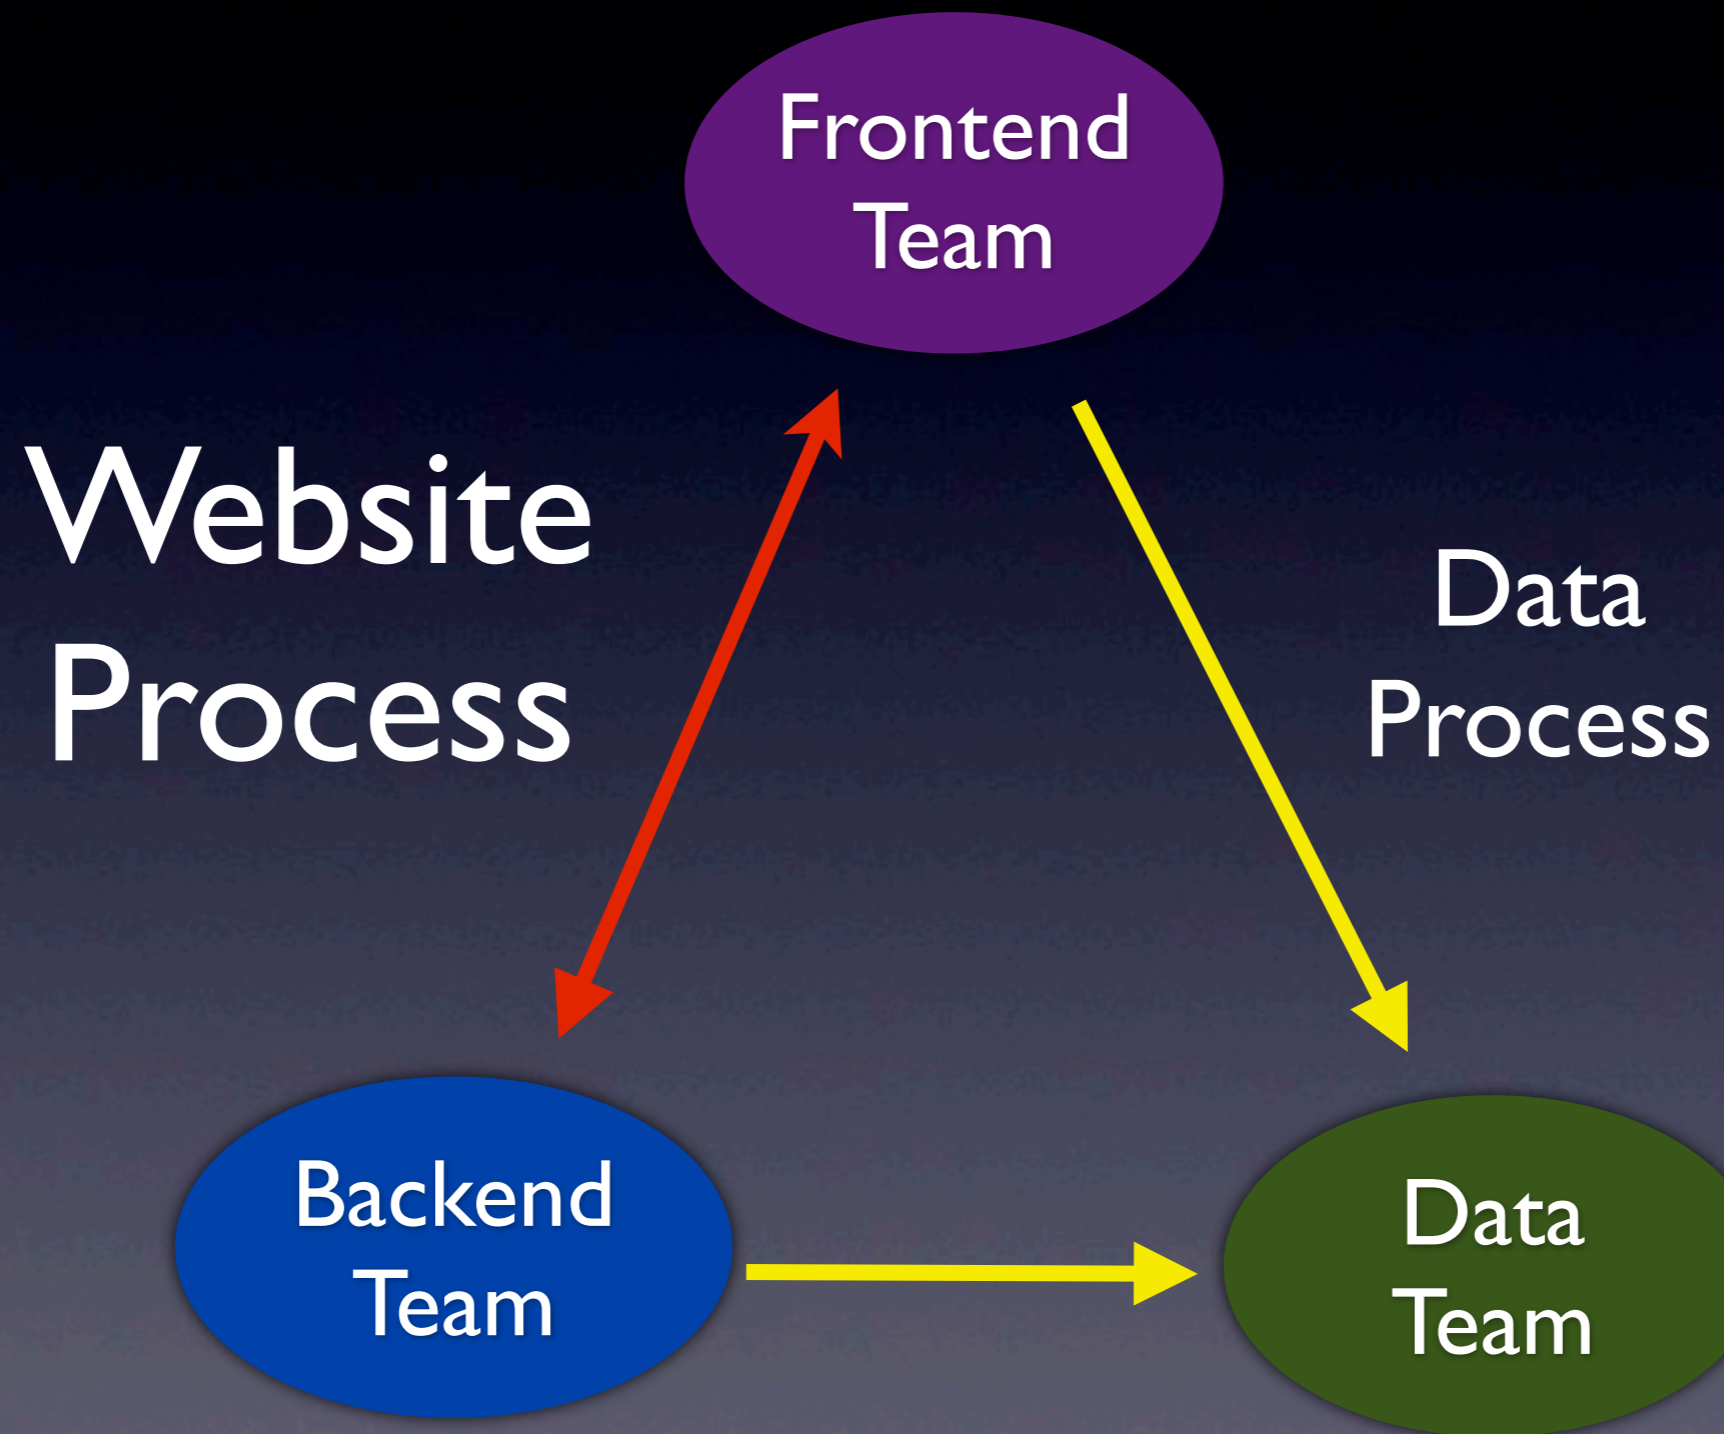 Frontend
Team
Website
Process
Data
Process
Backend
Team
Data
Team